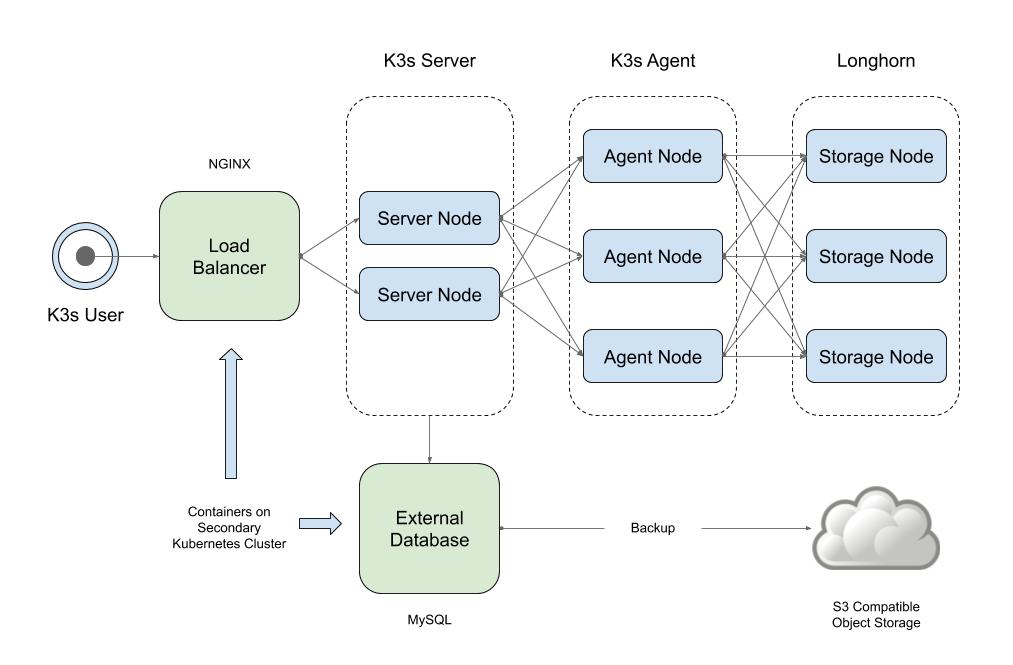 K3s Server
K3s Agent
Longhorn
NGINX
Load
Balancer
K3s User
Server Node
Server Node
Agent Node
Agent Node
Agent Node
Storage Node
Storage Node
Storage Node
Containers on
Secondary
Kubernetes Cluster
External
Database
MySQL
Backup
S3 Compatible
Object Storage